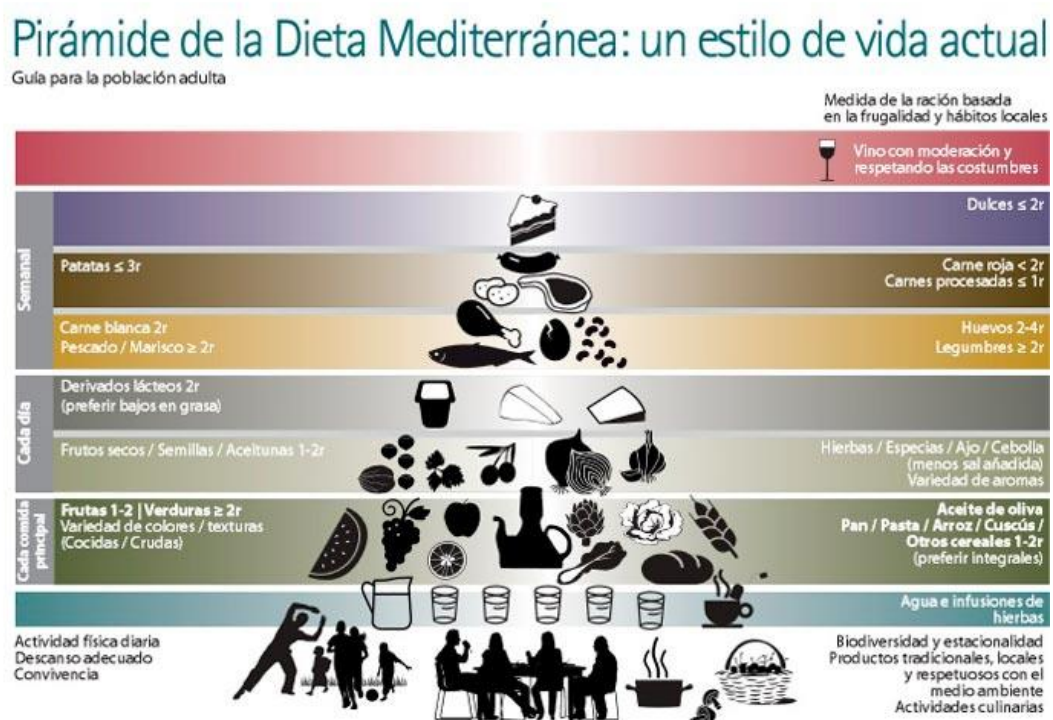 Pirámide de la Dieta Mediterránea: un estilo de vida actual
Guía para la población adulta
Medida de la ración basada
en la frugalidad y hábitos locales
Vino con moderación y
respetando las costumbres
Semanal
Dulces ≤ 2r
Patatas ≤ 3r
Carne roja < 2r
Carnes procesadas ≤ 1r
Carne blanca 2r
Pescado / Marisco ≥ 2r
Huevos 2-4r
Legumbres ≥ 2r
Cada día
Derivados lácteos 2r
(preferir bajos en grasa)
Frutos secos / Semillas / Aceitunas 1-2r
Hierbas / Especias / Ajo / Cebolla
(menos sal añadida)
Variedad de aromas
Cada comida
principal
Frutas 1-2 | Verduras ≥ 2r
Variedad de colores / texturas
(Cocidas / Crudas)
Aceite de oliva
Pan / Pasta / Arroz / Cuscús /
Otros cereales 1-2r
(preferir integrales)
Agua e infusiones de
hierbas
Actividad física diaria
Descanso adecuado
Convivencia
Biodiversidad y estacionalidad
Productos tradicionales, locales
y respetuosos con el
medio ambiente
Actividades culinarias